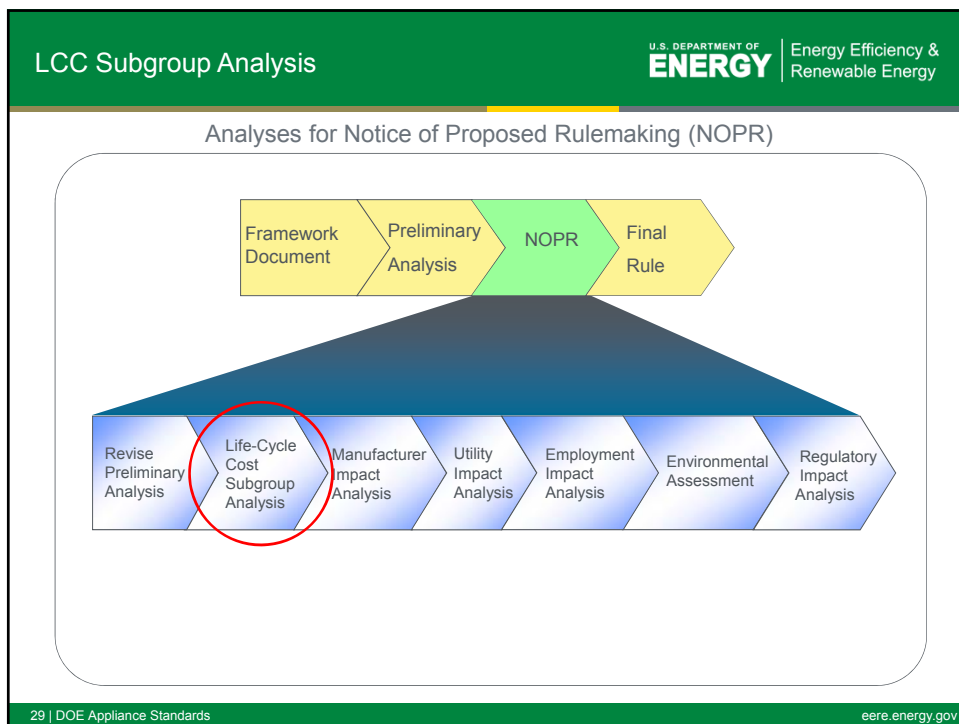 LCC Subgroup Analysis
U.S. DEPARTMENT OF
ENERGY
Energy Efficiency &
Renewable Energy
Analyses for Notice of Proposed Rulemaking (NOPR)
Framework
Document
Preliminary
Analysis
NOPR
Final
Rule
Revise
Preliminary
Analysis
Life-Cycle
Cost
Subgroup
Analysis
Manufacturer
Impact
Analysis
Utility
Impact
Analysis
Employment
Impact
Analysis
Environmental
Assessment
Regulatory
Impact
Analysis
29 | DOE Appliance Standards
eere.energy.gov